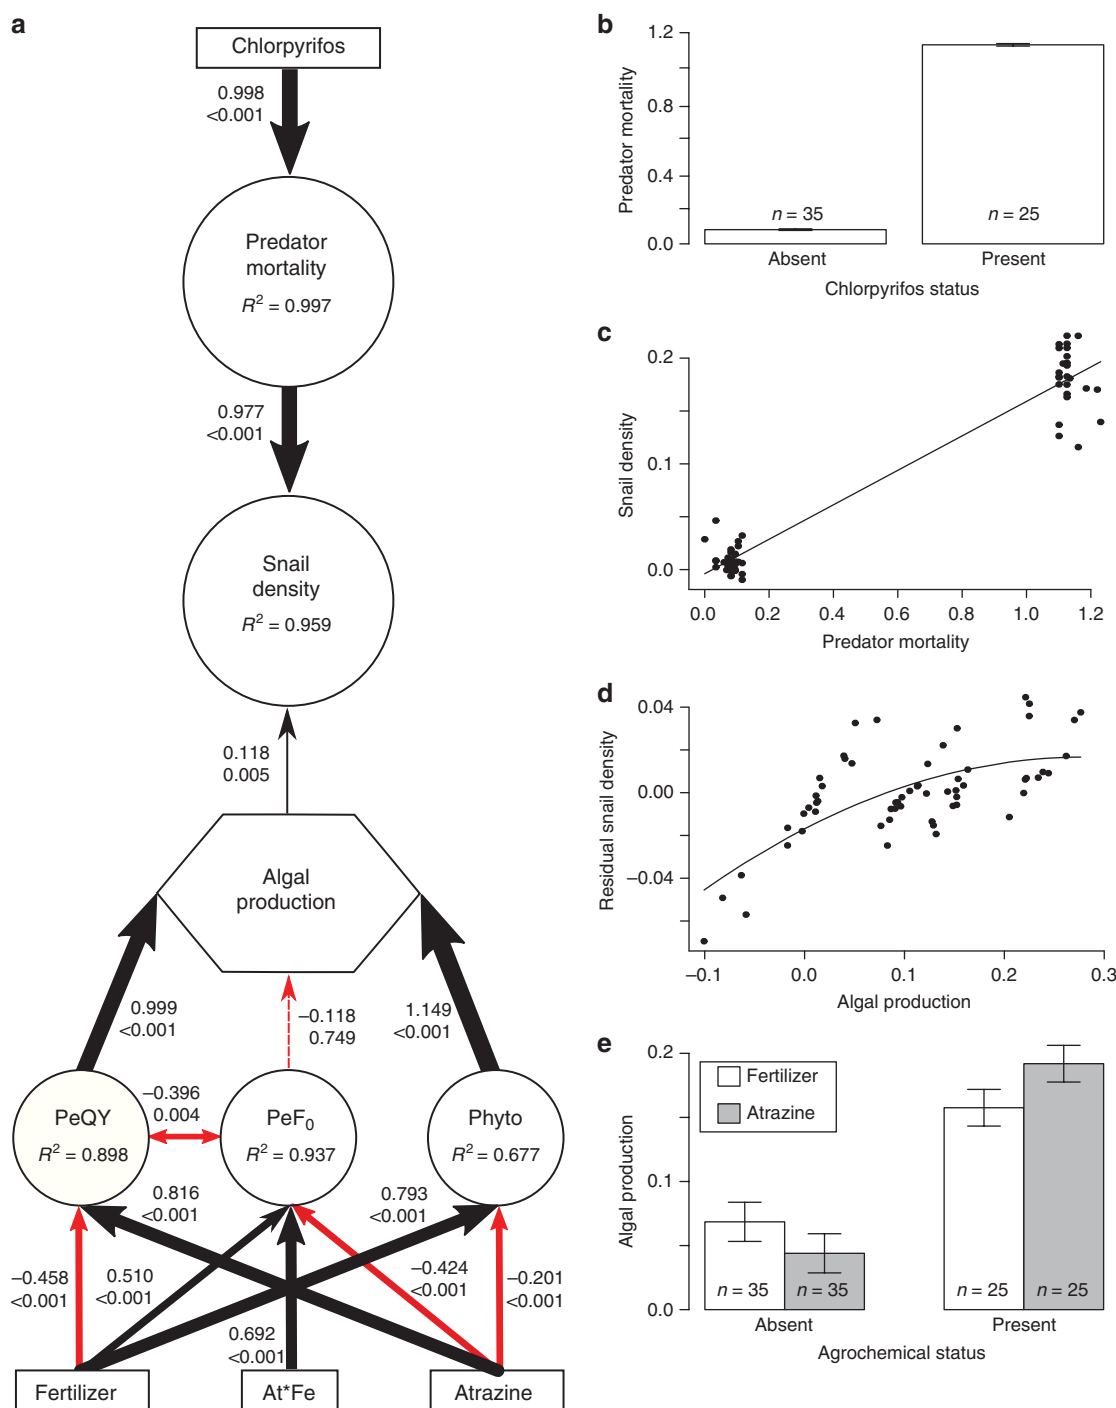 a
Chlorpyrifos
0.998
<0.001
Predator
mortality
R² = 0.997
0.977
<0.001
Snail
density
R² = 0.959
0.118
0.005
Algal
production
0.999
<0.001
−0.118
0.749
1.149
<0.001
−0.396
0.004
PeQY
R² = 0.898
PeF₀
R² = 0.937
Phyto
R² = 0.677
0.816
<0.001
0.793
<0.001
−0.458
<0.001
0.510
<0.001
−0.424
<0.001
−0.201
<0.001
0.692
<0.001
Fertilizer
At*Fe
Atrazine
b
Predator mortality
1.2
0.8
0.4
0.0
n = 35
n = 25
Absent
Present
Chlorpyrifos status
c
Snail density
0.2
0.1
0.0
0.0 0.2 0.4 0.6 0.8 1.0 1.2
Predator mortality
d
Residual snail density
0.04
0.00
−0.04
−0.1 0.0 0.1 0.2 0.3
Algal production
e
Algal production
0.2
0.1
0.0
Fertilizer
Atrazine
n = 35
n = 35
n = 25
n = 25
Absent
Present
Agrochemical status